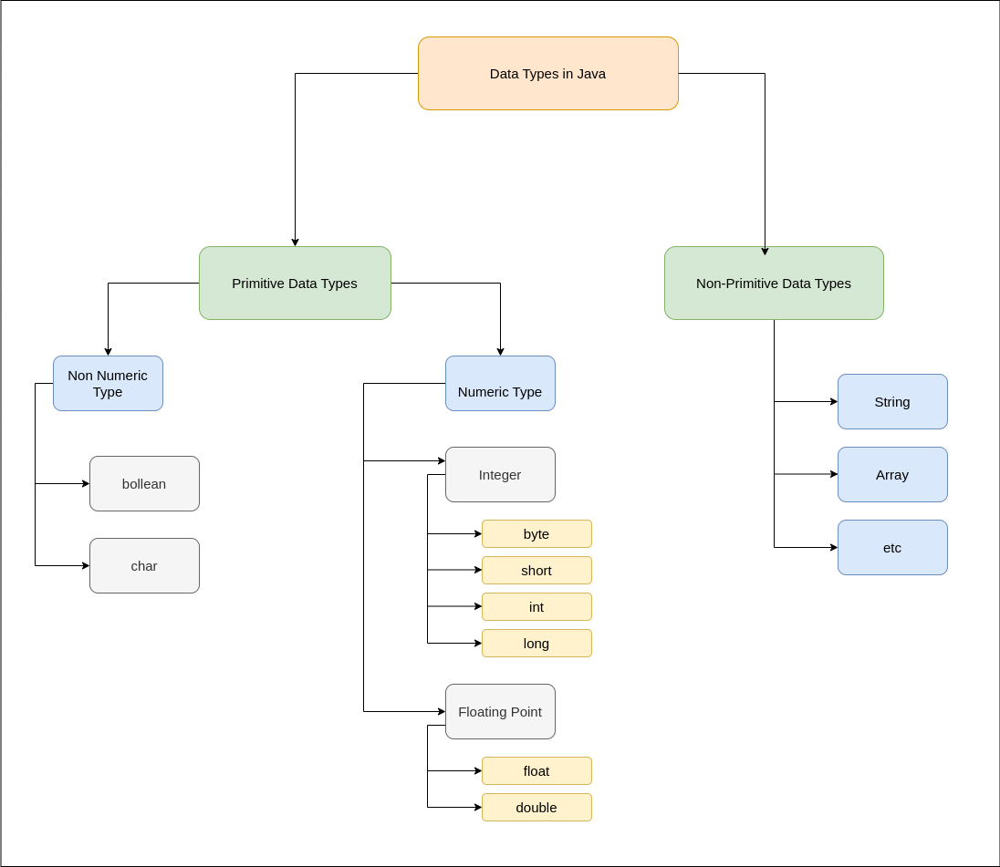 Data Types in Java
Primitive Data Types
Non-Primitive Data Types
Non Numeric
Type
Numeric Type
String
Array
etc
bollean
char
Integer
byte
short
int
long
Floating Point
float
double